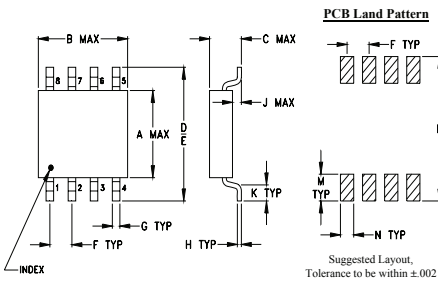 PCB Land Pattern
B MAX
C MAX
F TYP
8 7 6 5
J MAX
A MAX
D
E
K TYP
M
TYP
1 2 3 4
G TYP
F TYP
H TYP
N TYP
INDEX
Suggested Layout,
Tolerance to be within ±.002